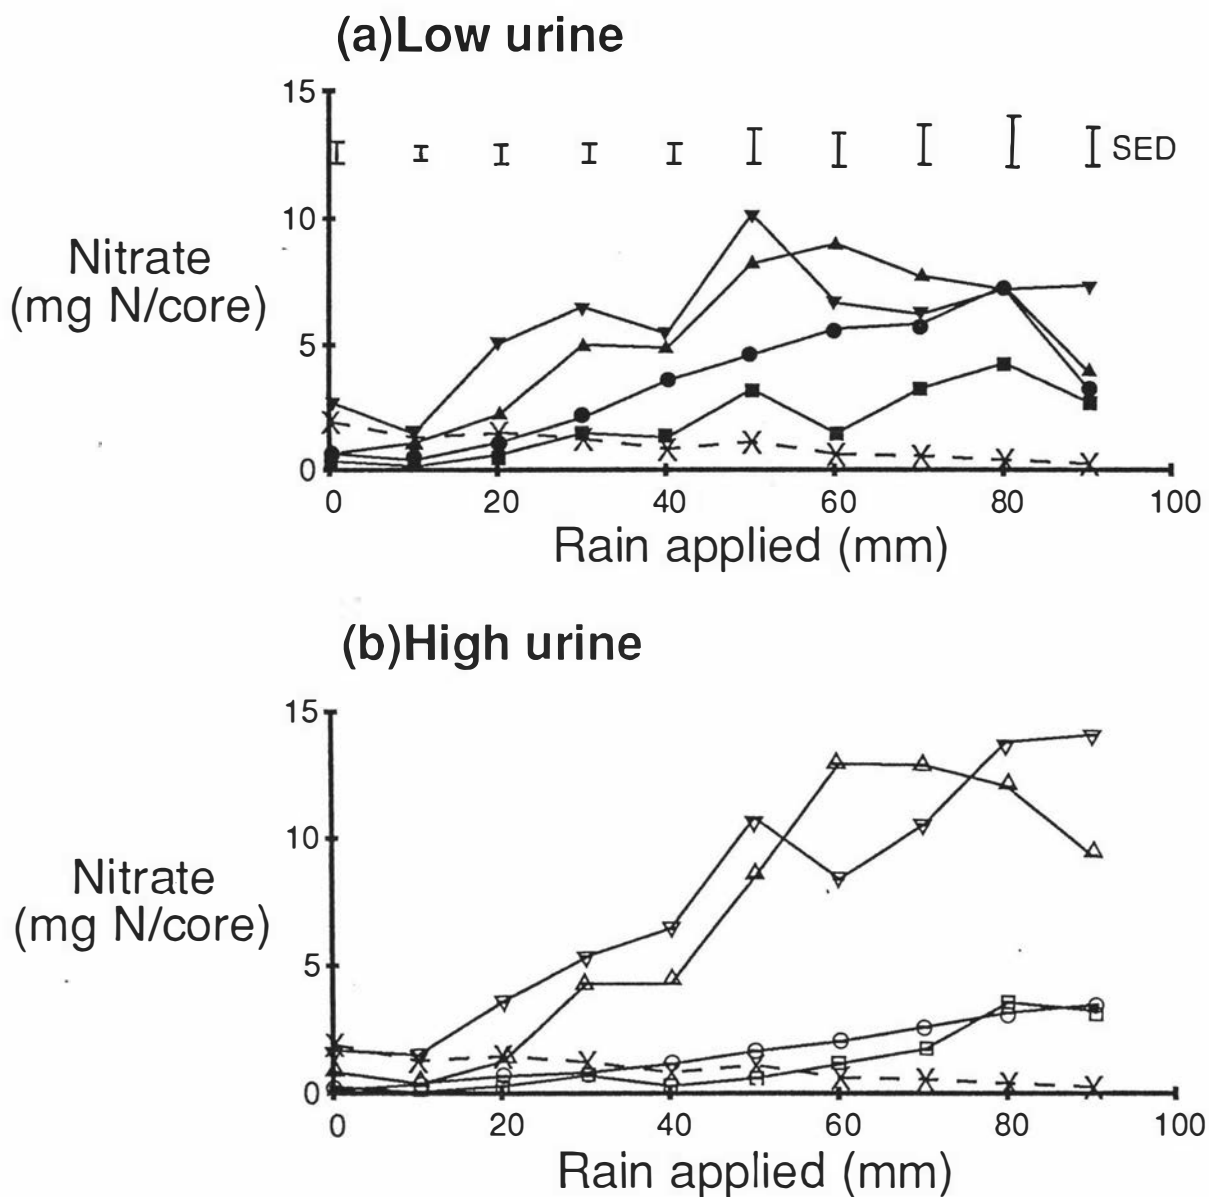 (a)Low urine
15
SED
10
Nitrate
(mg N/core)
5
0
0 20 40 60 80 100
Rain applied (mm)
(b)High urine
15
10
Nitrate
(mg N/core)
5
0
0 20 40 60 80 100
Rain applied (mm)